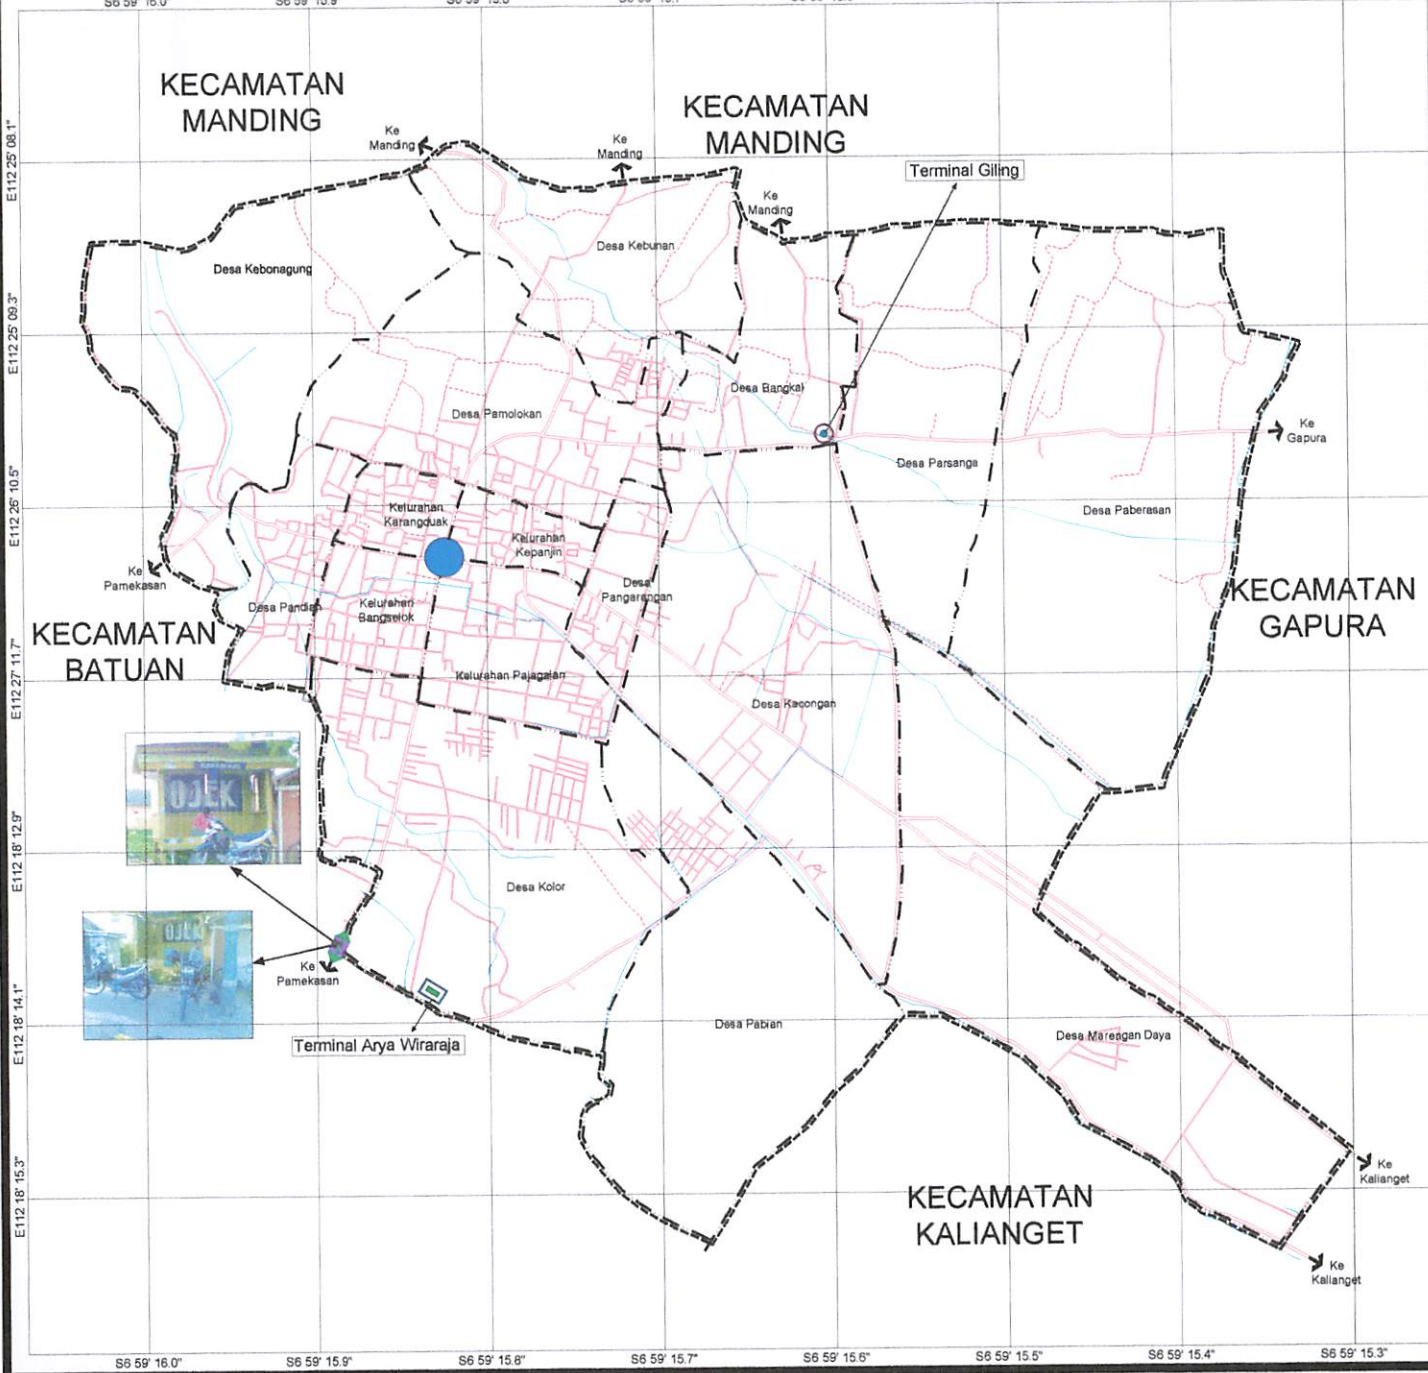 KECAMATAN
MANDING
KECAMATAN
MANDING
Ke
Manding
Ke
Manding
Ke
Manding
Terminal Giling
Desa Kebunan
Desa Kebonagung
Desa Bangkal
Desa Pamolokan
Ke
Gapura
Desa Parsanga
Desa Paberasan
Kelurahan
Karangduak
Kelurahan
Kepanjin
Ke
Pamekasan
Desa
Pangarangan
Desa Pandian
Kelurahan
Bangselok
KECAMATAN
GAPURA
KECAMATAN
BATUAN
Kelurahan Pajagalan
Desa Kacongan
OJEK
Desa Kolor
OJEK
Ke
Pamekasan
Terminal Arya Wiraraja
Desa Pabian
Desa Marengan Daya
KECAMATAN
KALIANGET
Ke
Kalianget
Ke
Kalianget
E112 25' 08.1"
E112 25' 09.3"
E112 26' 10.5"
E112 27' 11.7"
E112 18' 12.9"
E112 18' 14.1"
E112 18' 15.3"
S6 59' 16.0"
S6 59' 15.9"
S6 59' 15.8"
S6 59' 15.7"
S6 59' 15.6"
S6 59' 15.5"
S6 59' 15.4"
S6 59' 15.3"